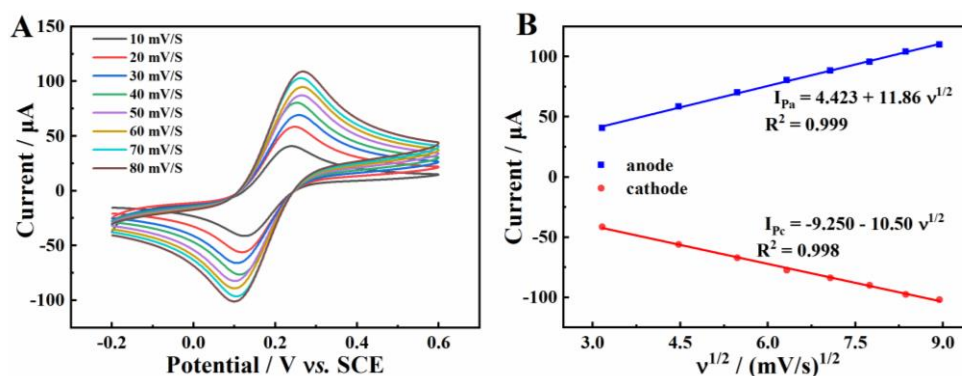 A
10 mV/S
20 mV/S
30 mV/S
40 mV/S
50 mV/S
60 mV/S
70 mV/S
80 mV/S
150
100
50
0
-50
-100
Current / μA
-0.2
0.0
0.2
0.4
0.6
Potential / V vs. SCE
B
100
50
0
-50
-100
Current / μA
I_Pa = 4.423 + 11.86 ν^1/2
R^2 = 0.999
anode
cathode
I_Pc = -9.250 - 10.50 ν^1/2
R^2 = 0.998
3.0
4.5
6.0
7.5
9.0
ν^1/2 / (mV/s)^1/2